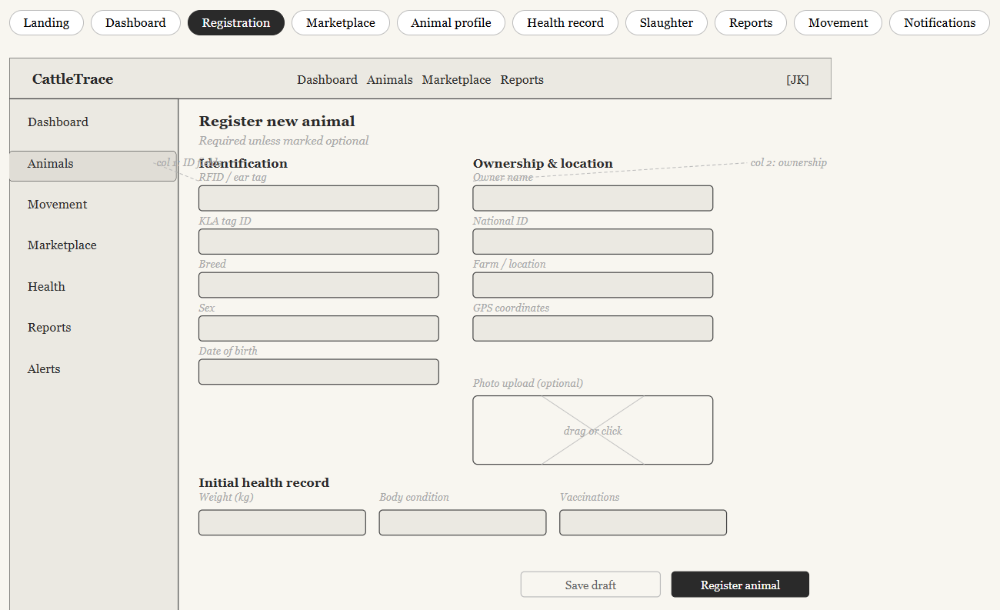 Landing Dashboard Registration Marketplace Animal profile Health record Slaughter Reports Movement Notifications
CattleTrace Dashboard Animals Marketplace Reports [JK]
Dashboard
Animals
Movement
Marketplace
Health
Reports
Alerts
Register new animal
Required unless marked optional
col 1: ID fields
Identification
RFID / ear tag
KLA tag ID
Breed
Sex
Date of birth
Ownership & location
col 2: ownership
Owner name
National ID
Farm / location
GPS coordinates
Photo upload (optional)
drag or click
Initial health record
Weight (kg) Body condition Vaccinations
Save draft Register animal